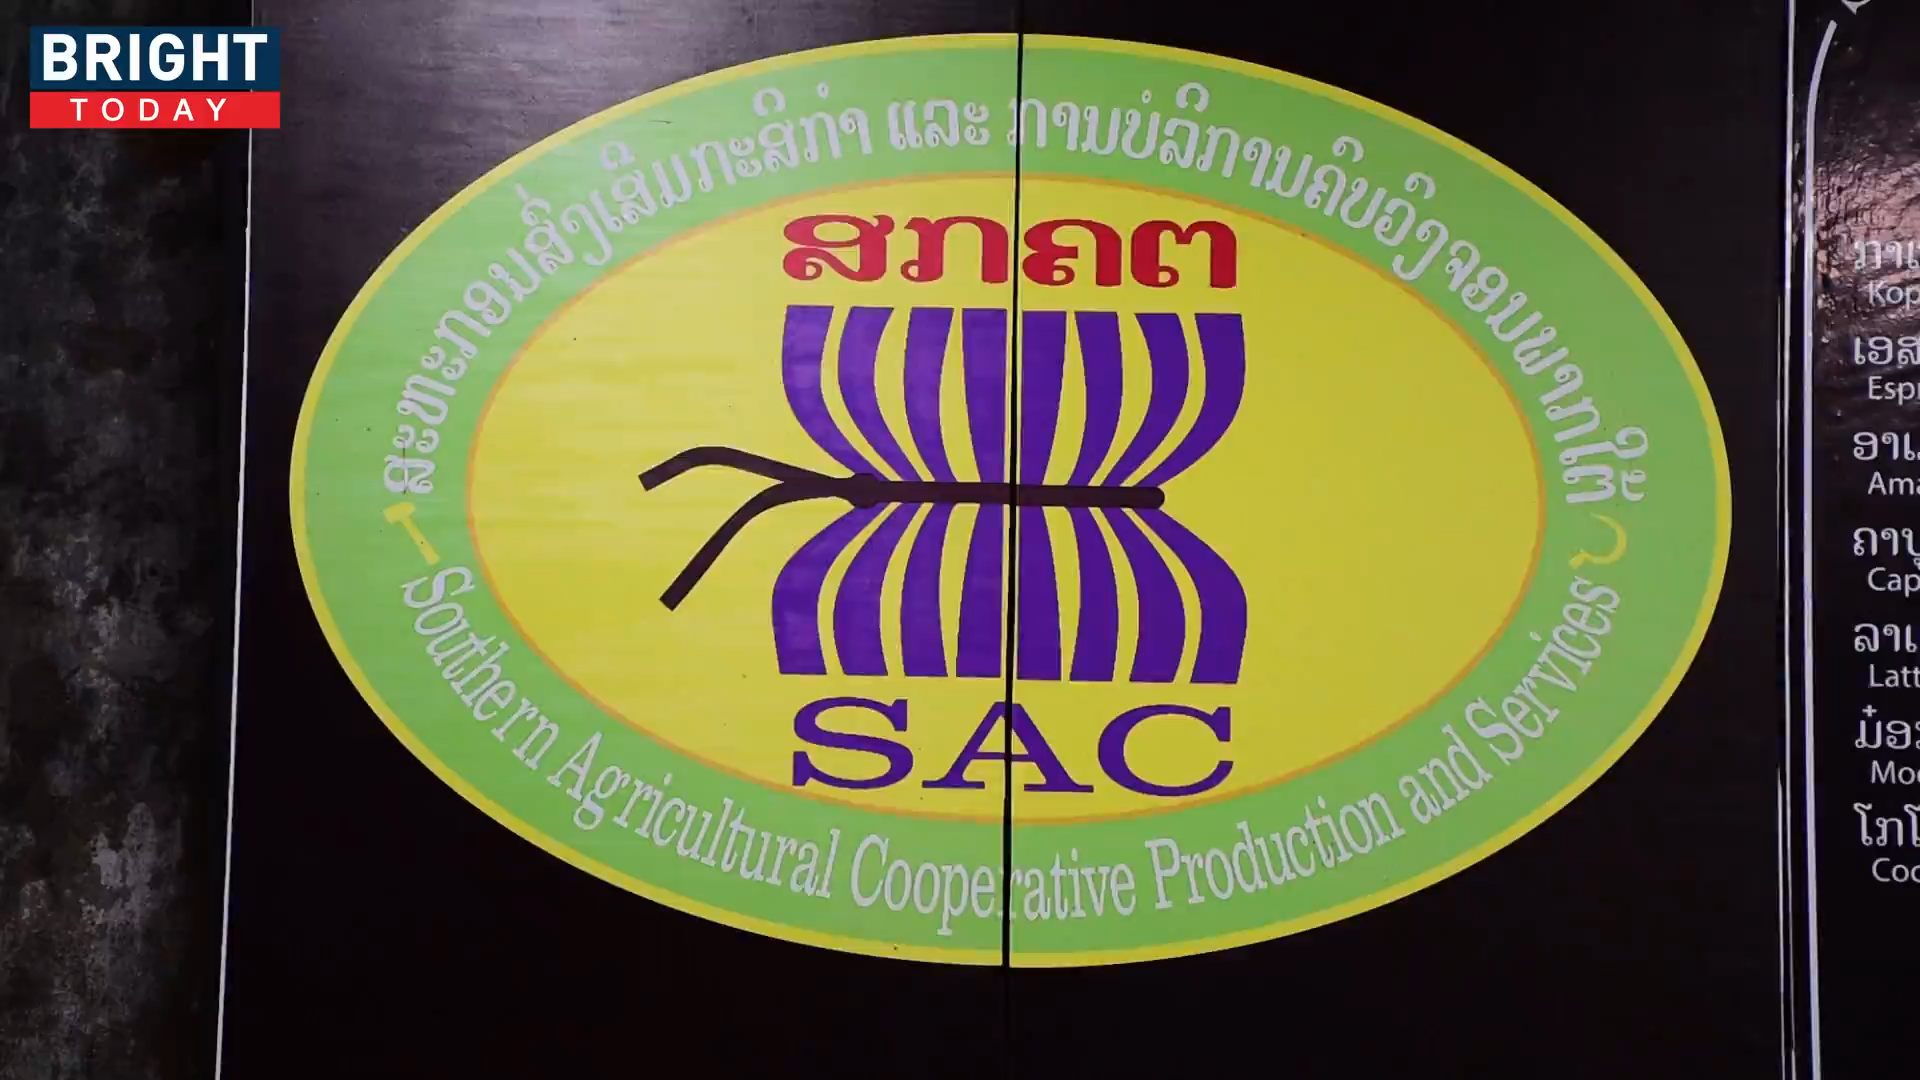 BRIGHT
TODAY
ສະຫະກອນສົ່ງເສີມກະສິກຳ ແລະ ການບໍລິການຄົບວົງຈອນພາກໃຕ້
ສກຄຕ
SAC
Southern Agricultural Cooperative Production and Services